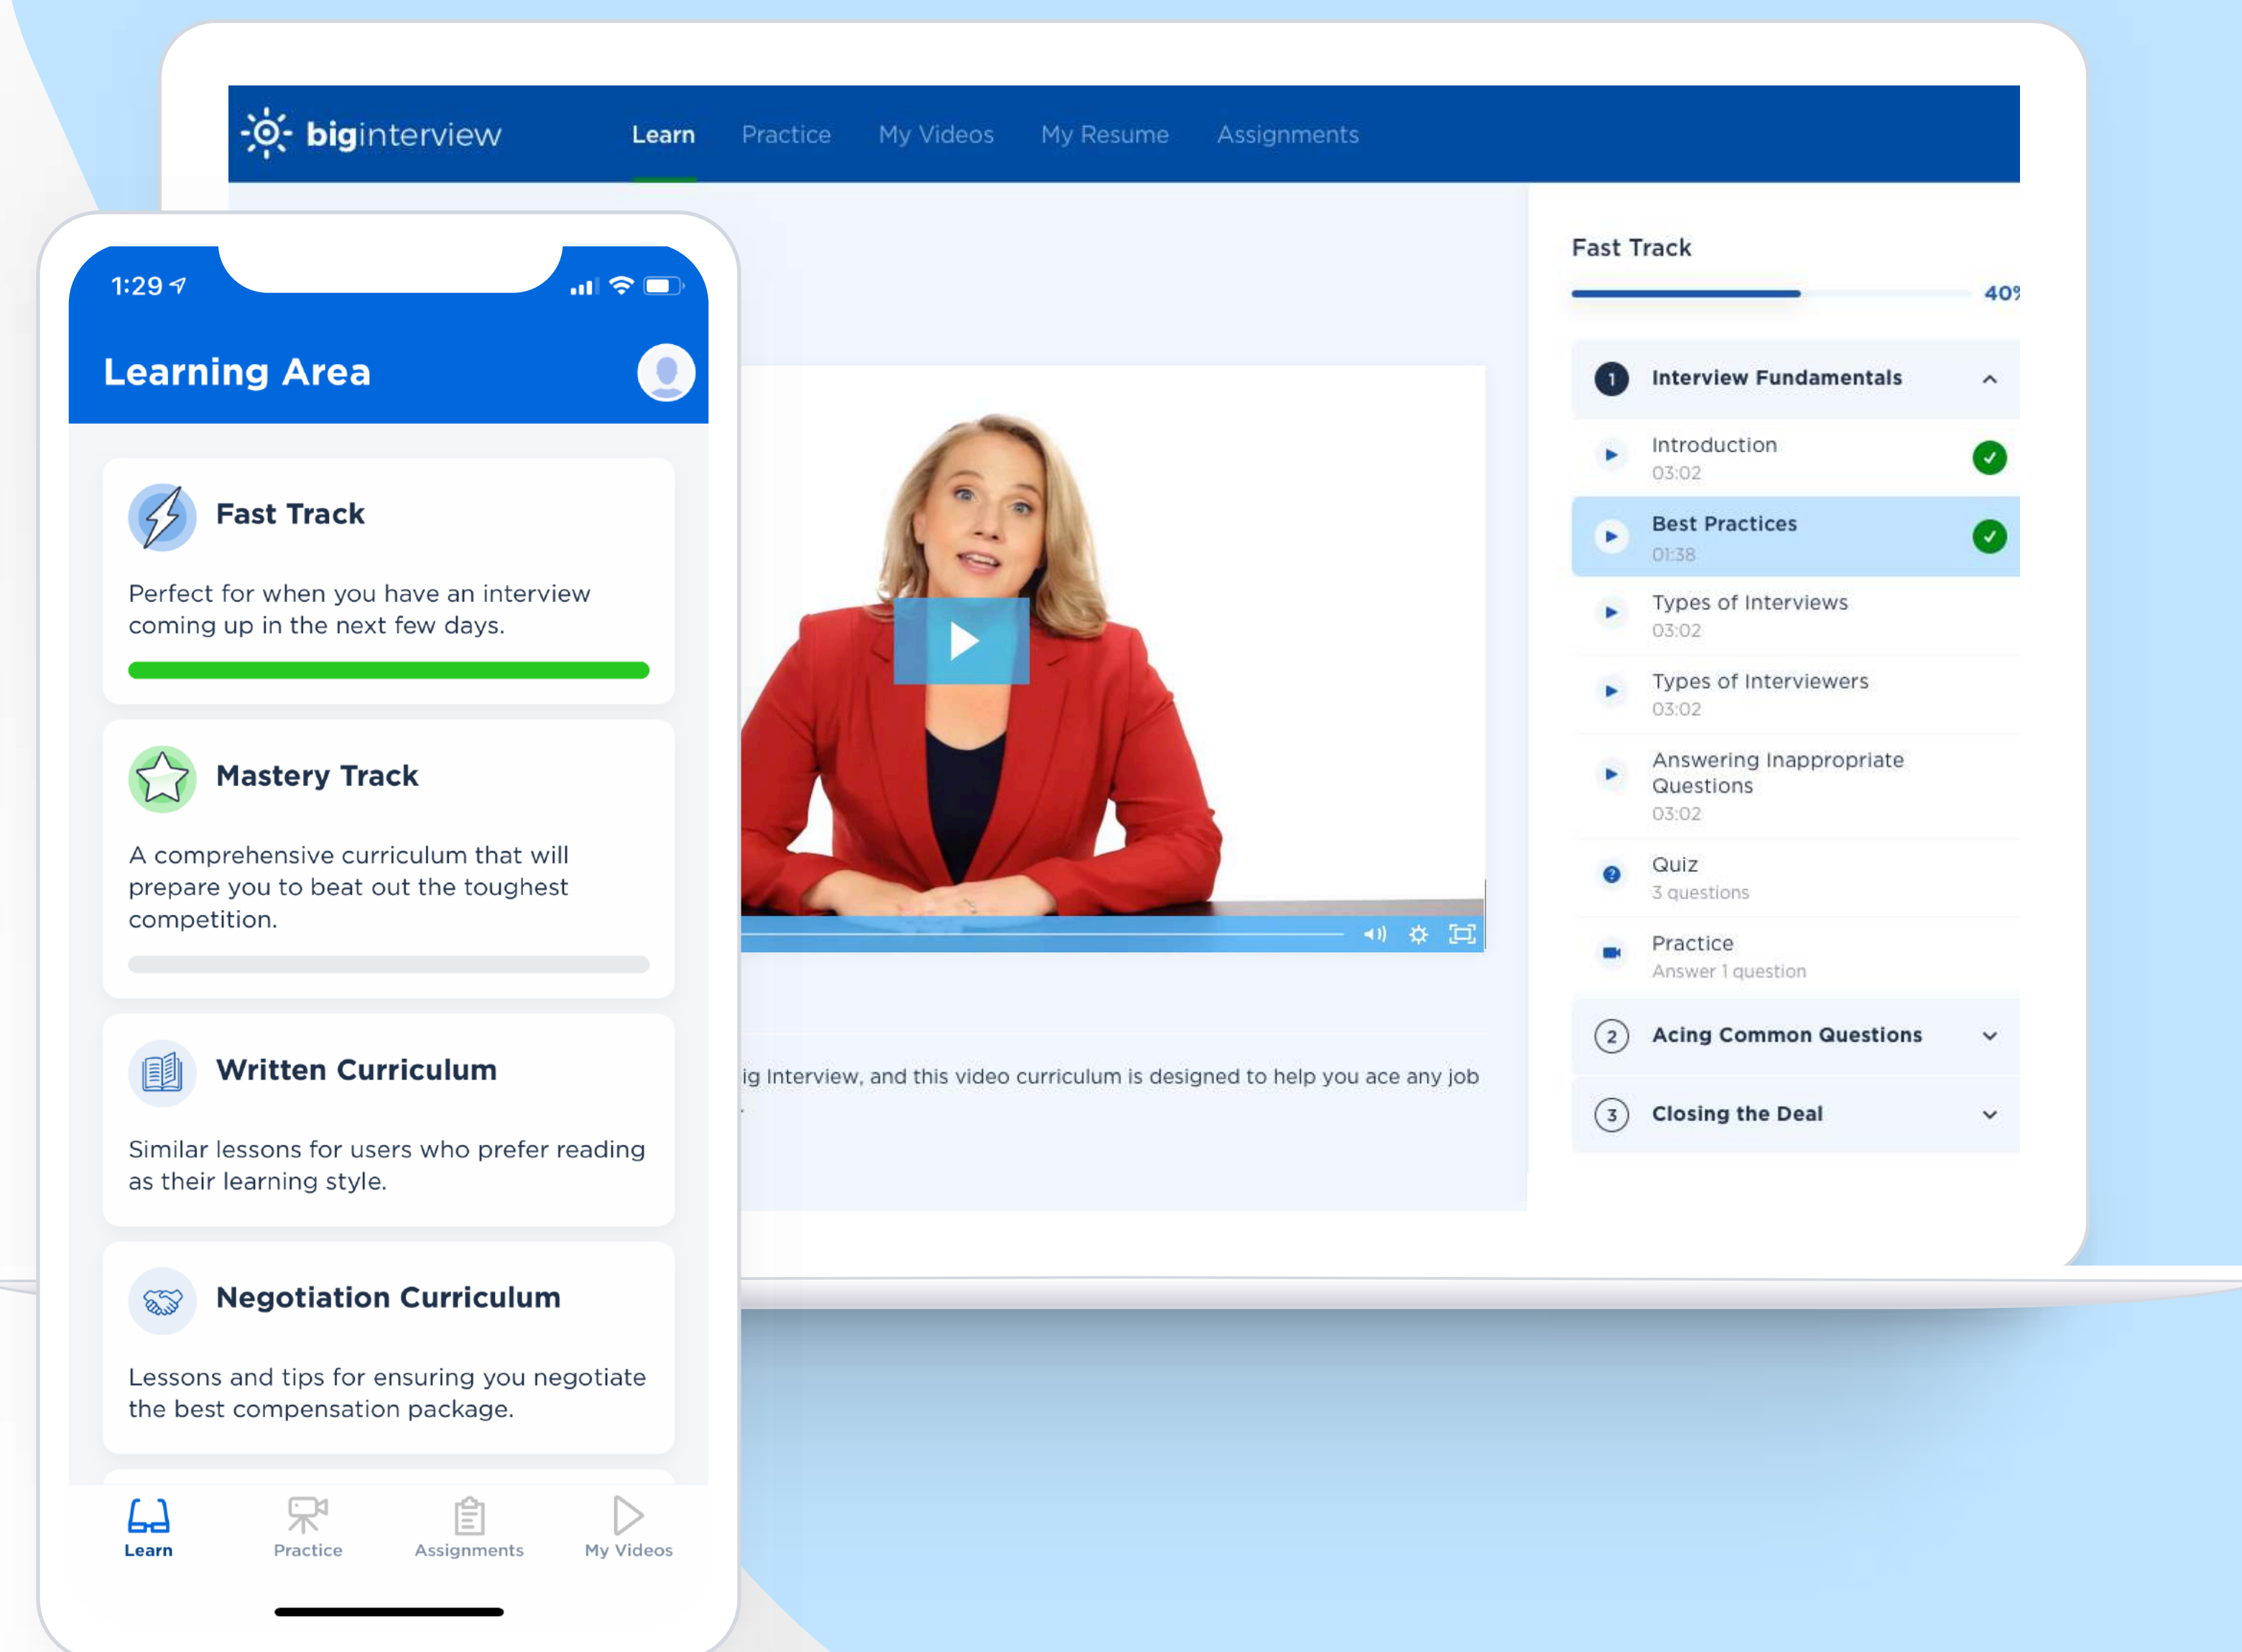 biginterview
Learn Practice My Videos My Resume Assignments
1:29
Learning Area
Fast Track
Perfect for when you have an interview
coming up in the next few days.
Mastery Track
A comprehensive curriculum that will
prepare you to beat out the toughest
competition.
Written Curriculum
Similar lessons for users who prefer reading
as their learning style.
Negotiation Curriculum
Lessons and tips for ensuring you negotiate
the best compensation package.
Learn Practice Assignments My Videos
ig Interview, and this video curriculum is designed to help you ace any job
.
Fast Track
40%
1 Interview Fundamentals
Introduction
03:02
Best Practices
01:38
Types of Interviews
03:02
Types of Interviewers
03:02
Answering Inappropriate
Questions
03:02
Quiz
3 questions
Practice
Answer 1 question
2 Acing Common Questions
3 Closing the Deal